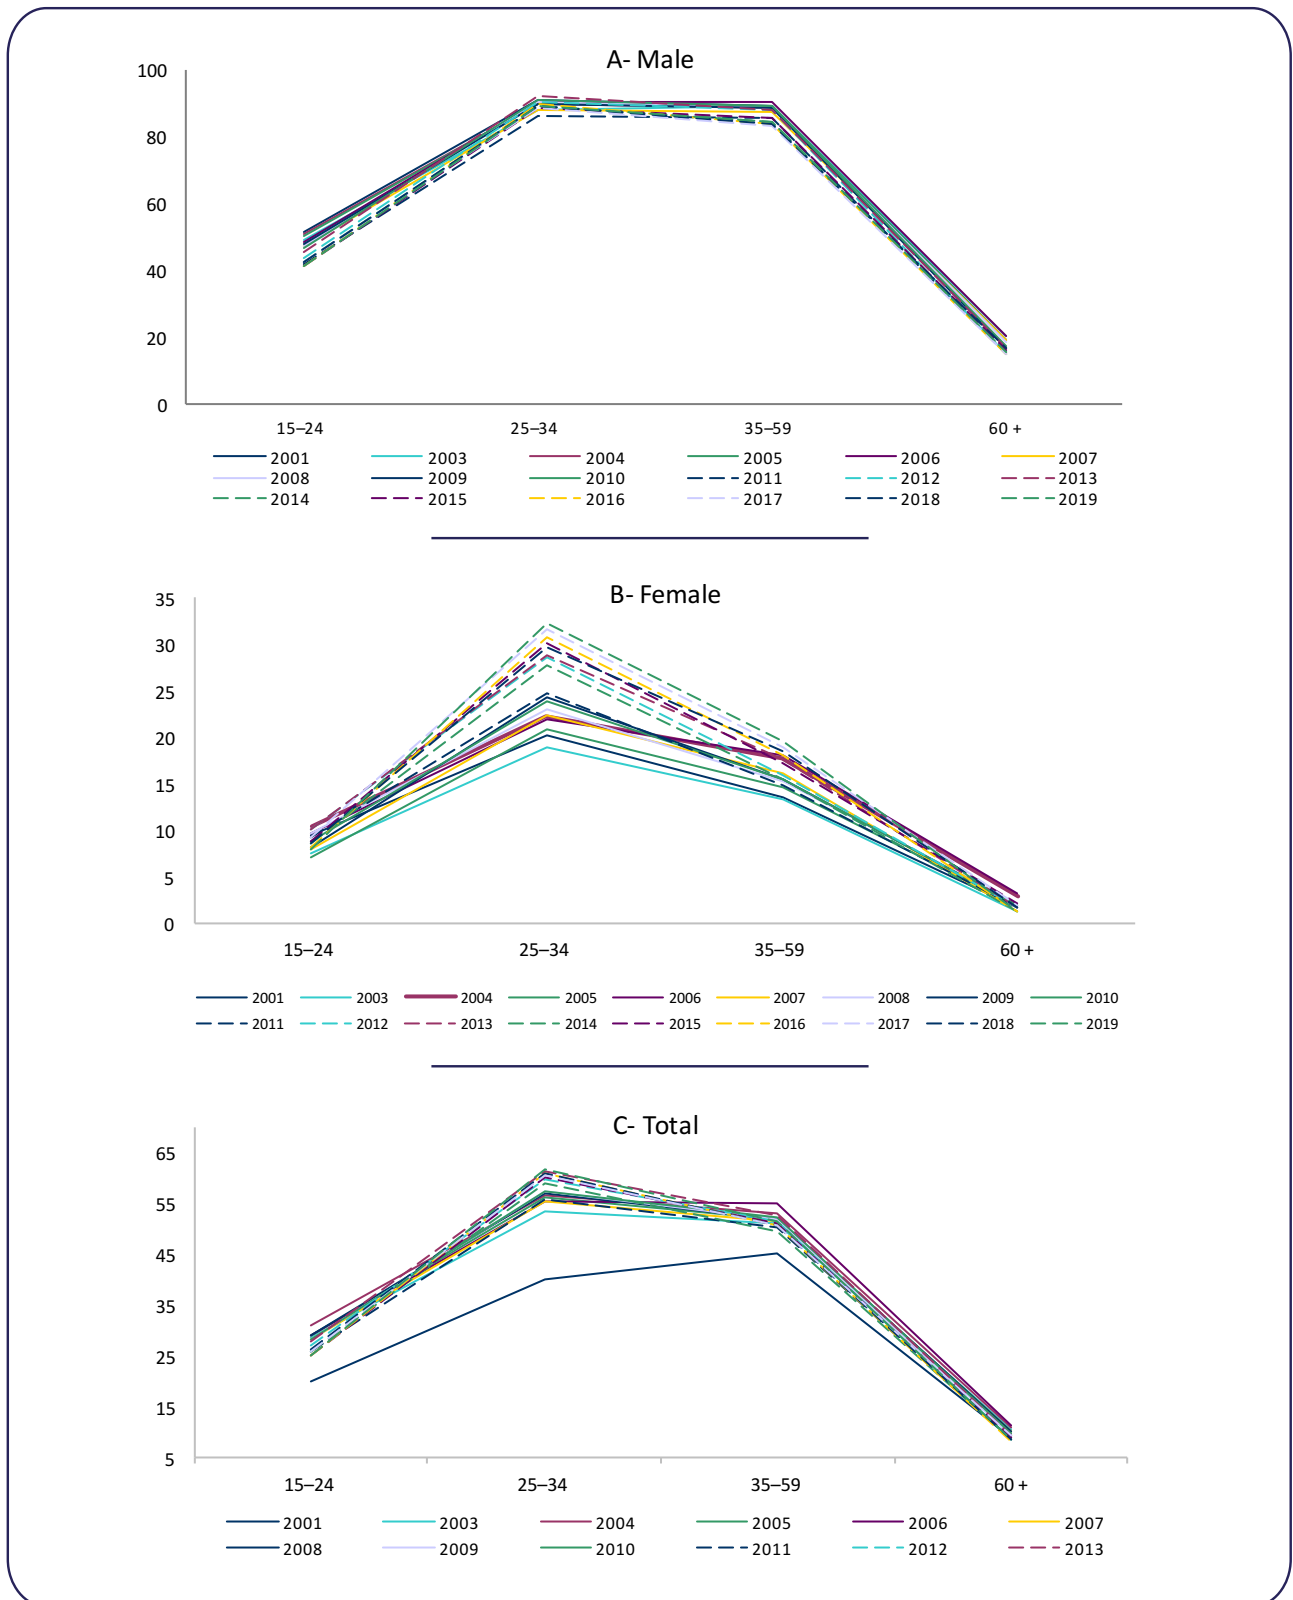 A- Male
100
80
60
40
20
0
15–24 25–34 35–59 60 +
2001 2003 2004 2005 2006 2007
2008 2009 2010 2011 2012 2013
2014 2015 2016 2017 2018 2019
B- Female
35
30
25
20
15
10
5
0
15–24 25–34 35–59 60 +
2001 2003 2004 2005 2006 2007 2008 2009 2010
2011 2012 2013 2014 2015 2016 2017 2018 2019
C- Total
65
55
45
35
25
15
5
15–24 25–34 35–59 60 +
2001 2003 2004 2005 2006 2007
2008 2009 2010 2011 2012 2013